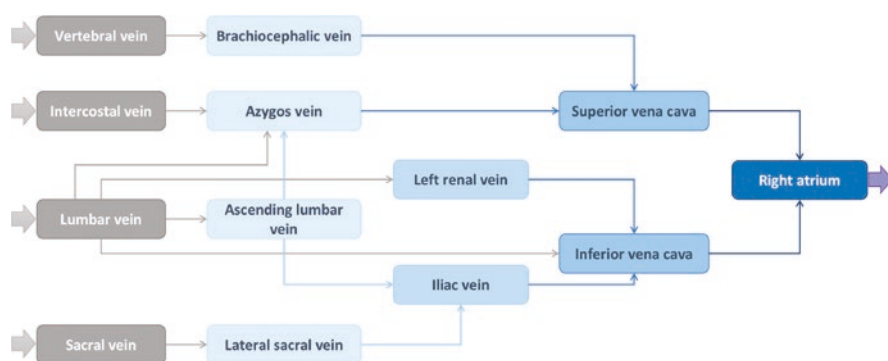 Vertebral vein
Brachiocephalic vein
Intercostal vein
Azygos vein
Superior vena cava
Left renal vein
Right atrium
Lumbar vein
Ascending lumbar
vein
Inferior vena cava
Iliac vein
Sacral vein
Lateral sacral vein